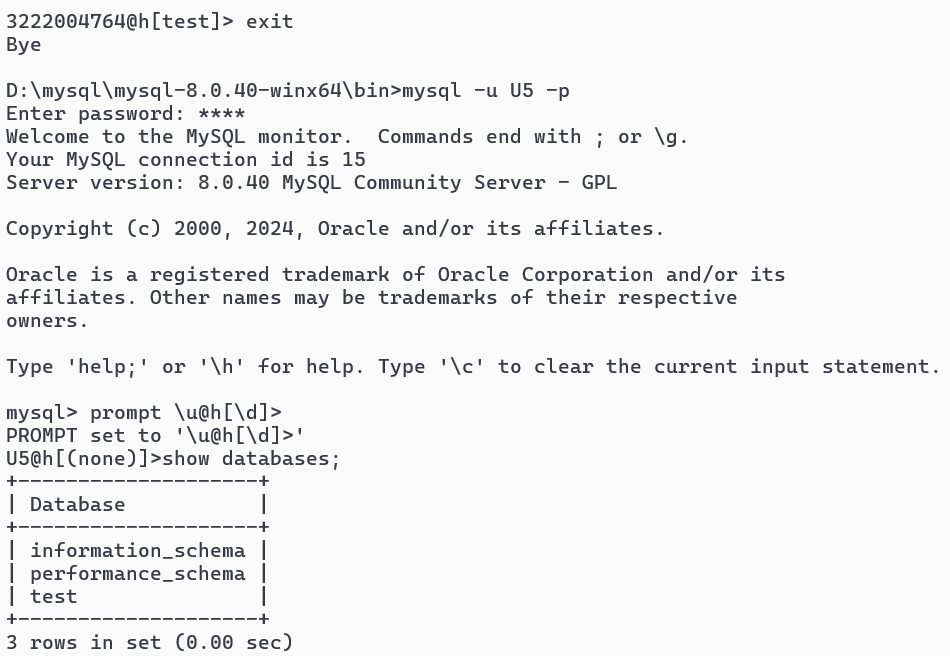 3222004764@h[test]> exit
Bye
D:\mysql\mysql-8.0.40-winx64\bin>mysql -u U5 -p
Enter password: ****
Welcome to the MySQL monitor.  Commands end with ; or \g.
Your MySQL connection id is 15
Server version: 8.0.40 MySQL Community Server - GPL
Copyright (c) 2000, 2024, Oracle and/or its affiliates.
Oracle is a registered trademark of Oracle Corporation and/or its
affiliates. Other names may be trademarks of their respective
owners.
Type 'help;' or '\h' for help. Type '\c' to clear the current input statement.
mysql> prompt \u@h[\d]>
PROMPT set to '\u@h[\d]>'
U5@h[(none)]>show databases;
+--------------------+
| Database           |
+--------------------+
| information_schema |
| performance_schema |
| test               |
+--------------------+
3 rows in set (0.00 sec)